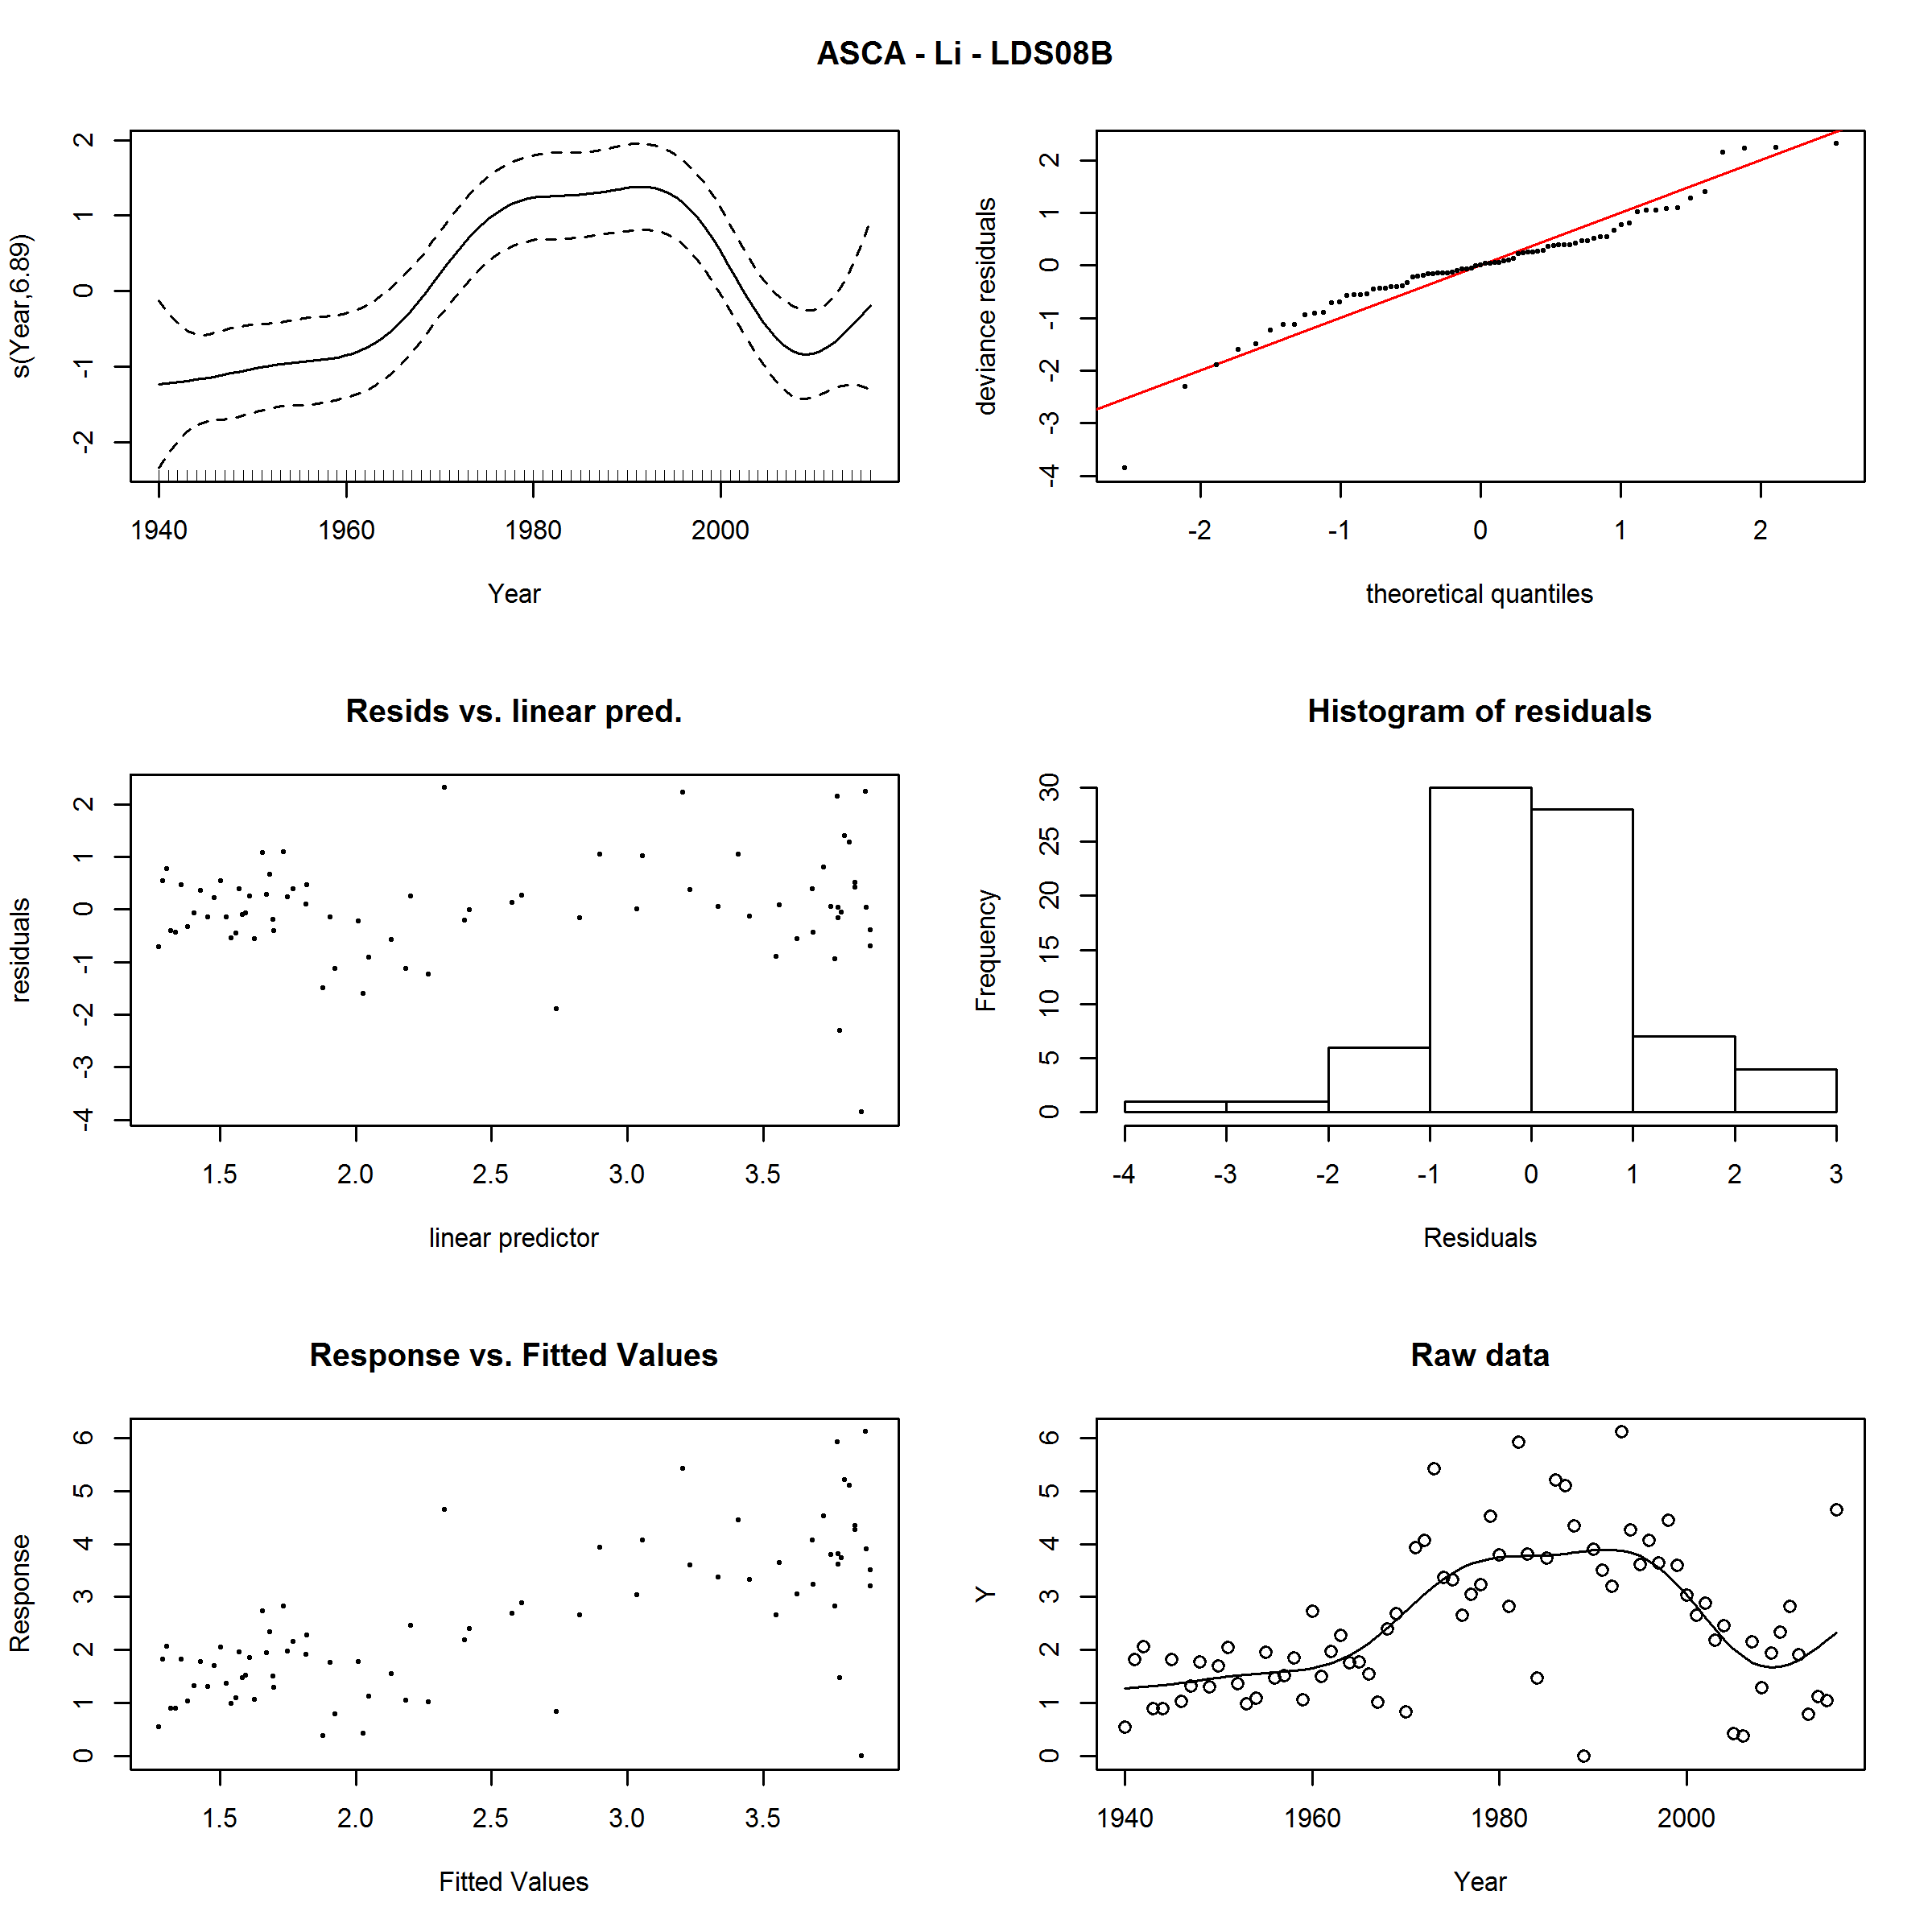 ASCA - Li - LDS08B
s(Year,6.89)
-2 -1 0 1 2
1940 1960 1980 2000
Year
deviance residuals
-4 -3 -2 -1 0 1 2
-2 -1 0 1 2
theoretical quantiles
Resids vs. linear pred.
residuals
-4 -3 -2 -1 0 1 2
1.5 2.0 2.5 3.0 3.5
linear predictor
Histogram of residuals
Frequency
0 5 10 15 20 25 30
-4 -3 -2 -1 0 1 2 3
Residuals
Response vs. Fitted Values
Response
0 1 2 3 4 5 6
1.5 2.0 2.5 3.0 3.5
Fitted Values
Raw data
Y
0 1 2 3 4 5 6
1940 1960 1980 2000
Year